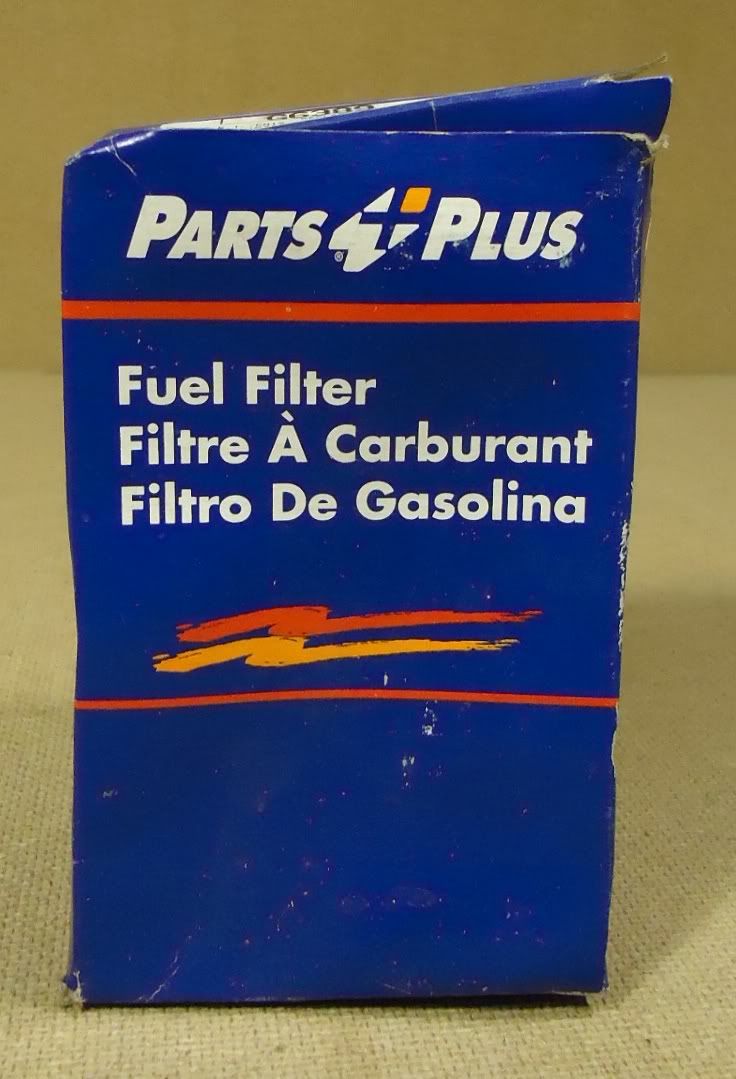 PARTS PLUS
Fuel Filter
Filtre À Carburant
Filtro De Gasolina